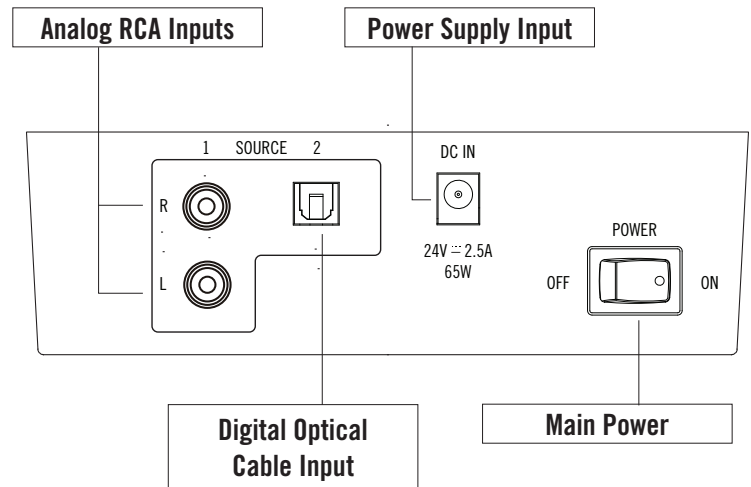 Analog RCA Inputs
Power Supply Input
1 SOURCE 2
DC IN
R
L
24V ⎓ 2.5A
65W
POWER
OFF
ON
Digital Optical
Cable Input
Main Power